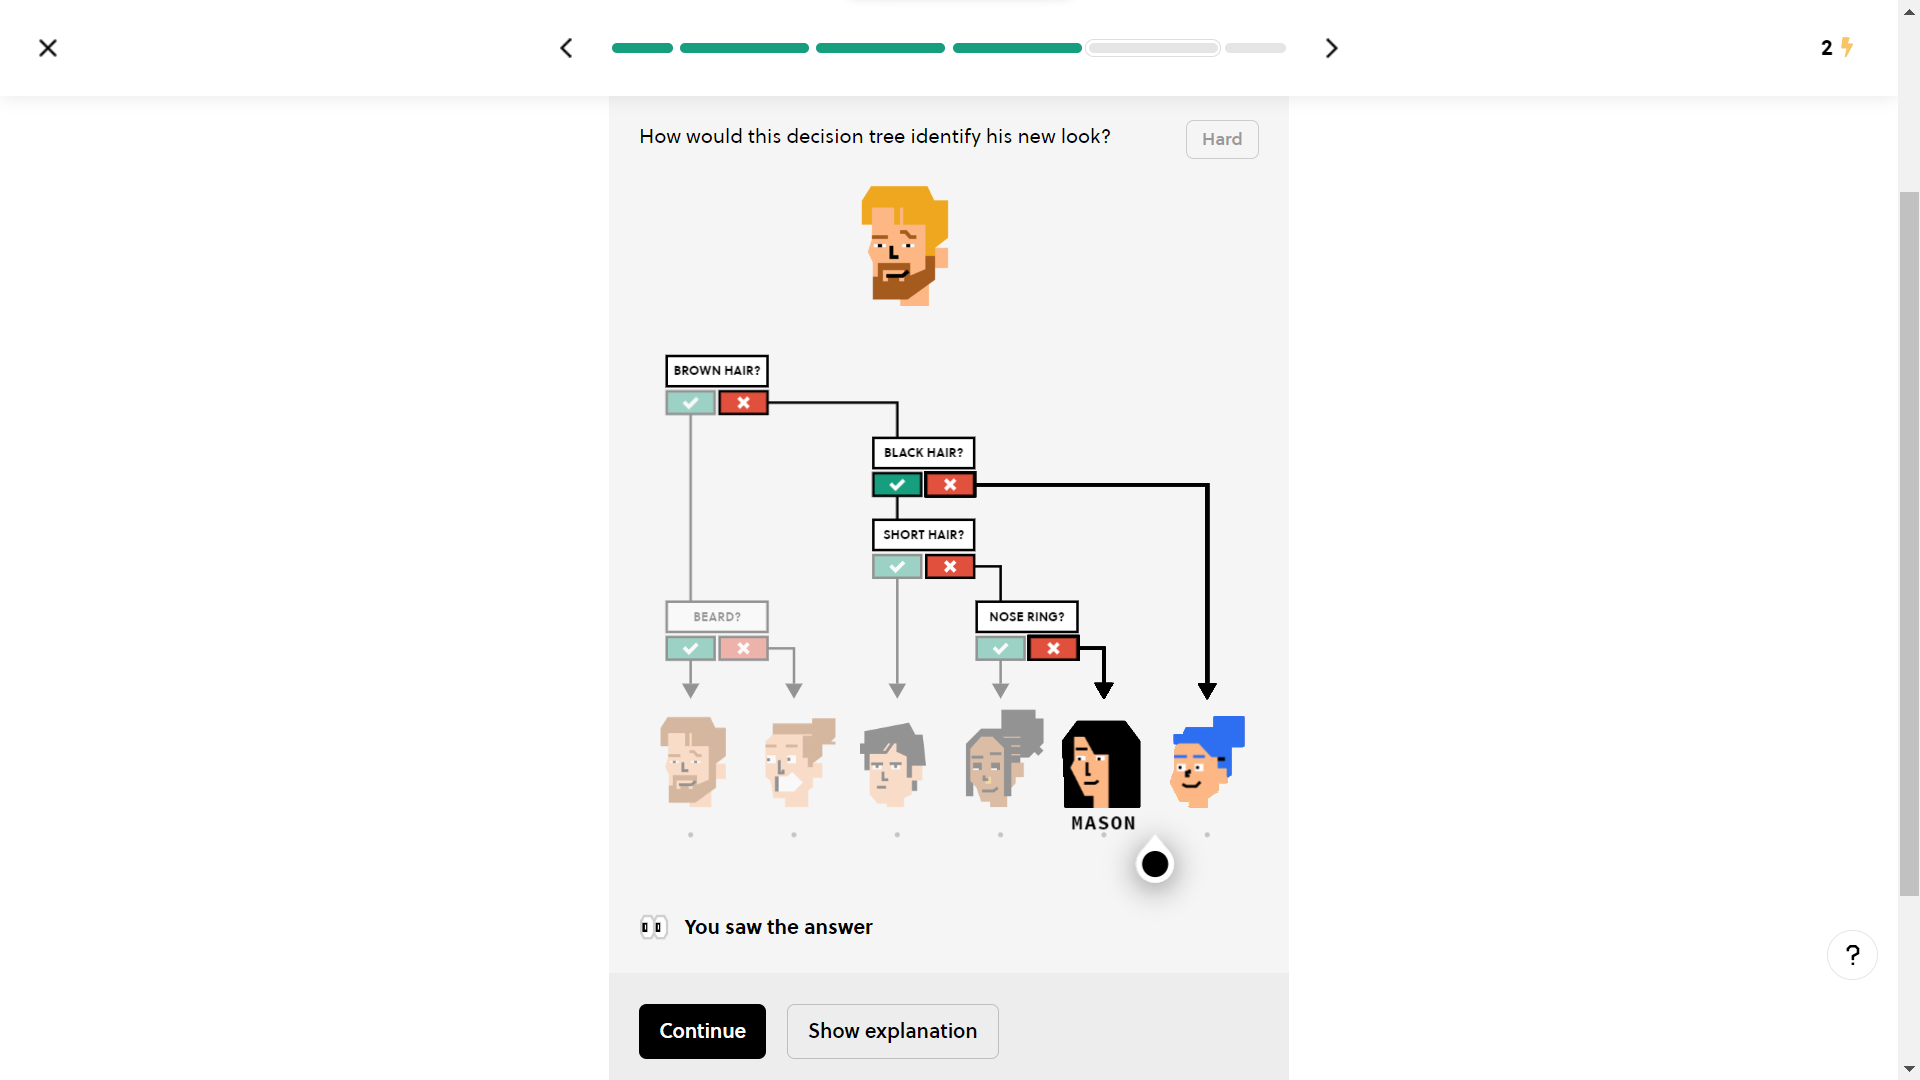 2
How would this decision tree identify his new look?
Hard
BROWN HAIR?
BLACK HAIR?
SHORT HAIR?
BEARD?
NOSE RING?
MASON
You saw the answer
?
Continue
Show explanation